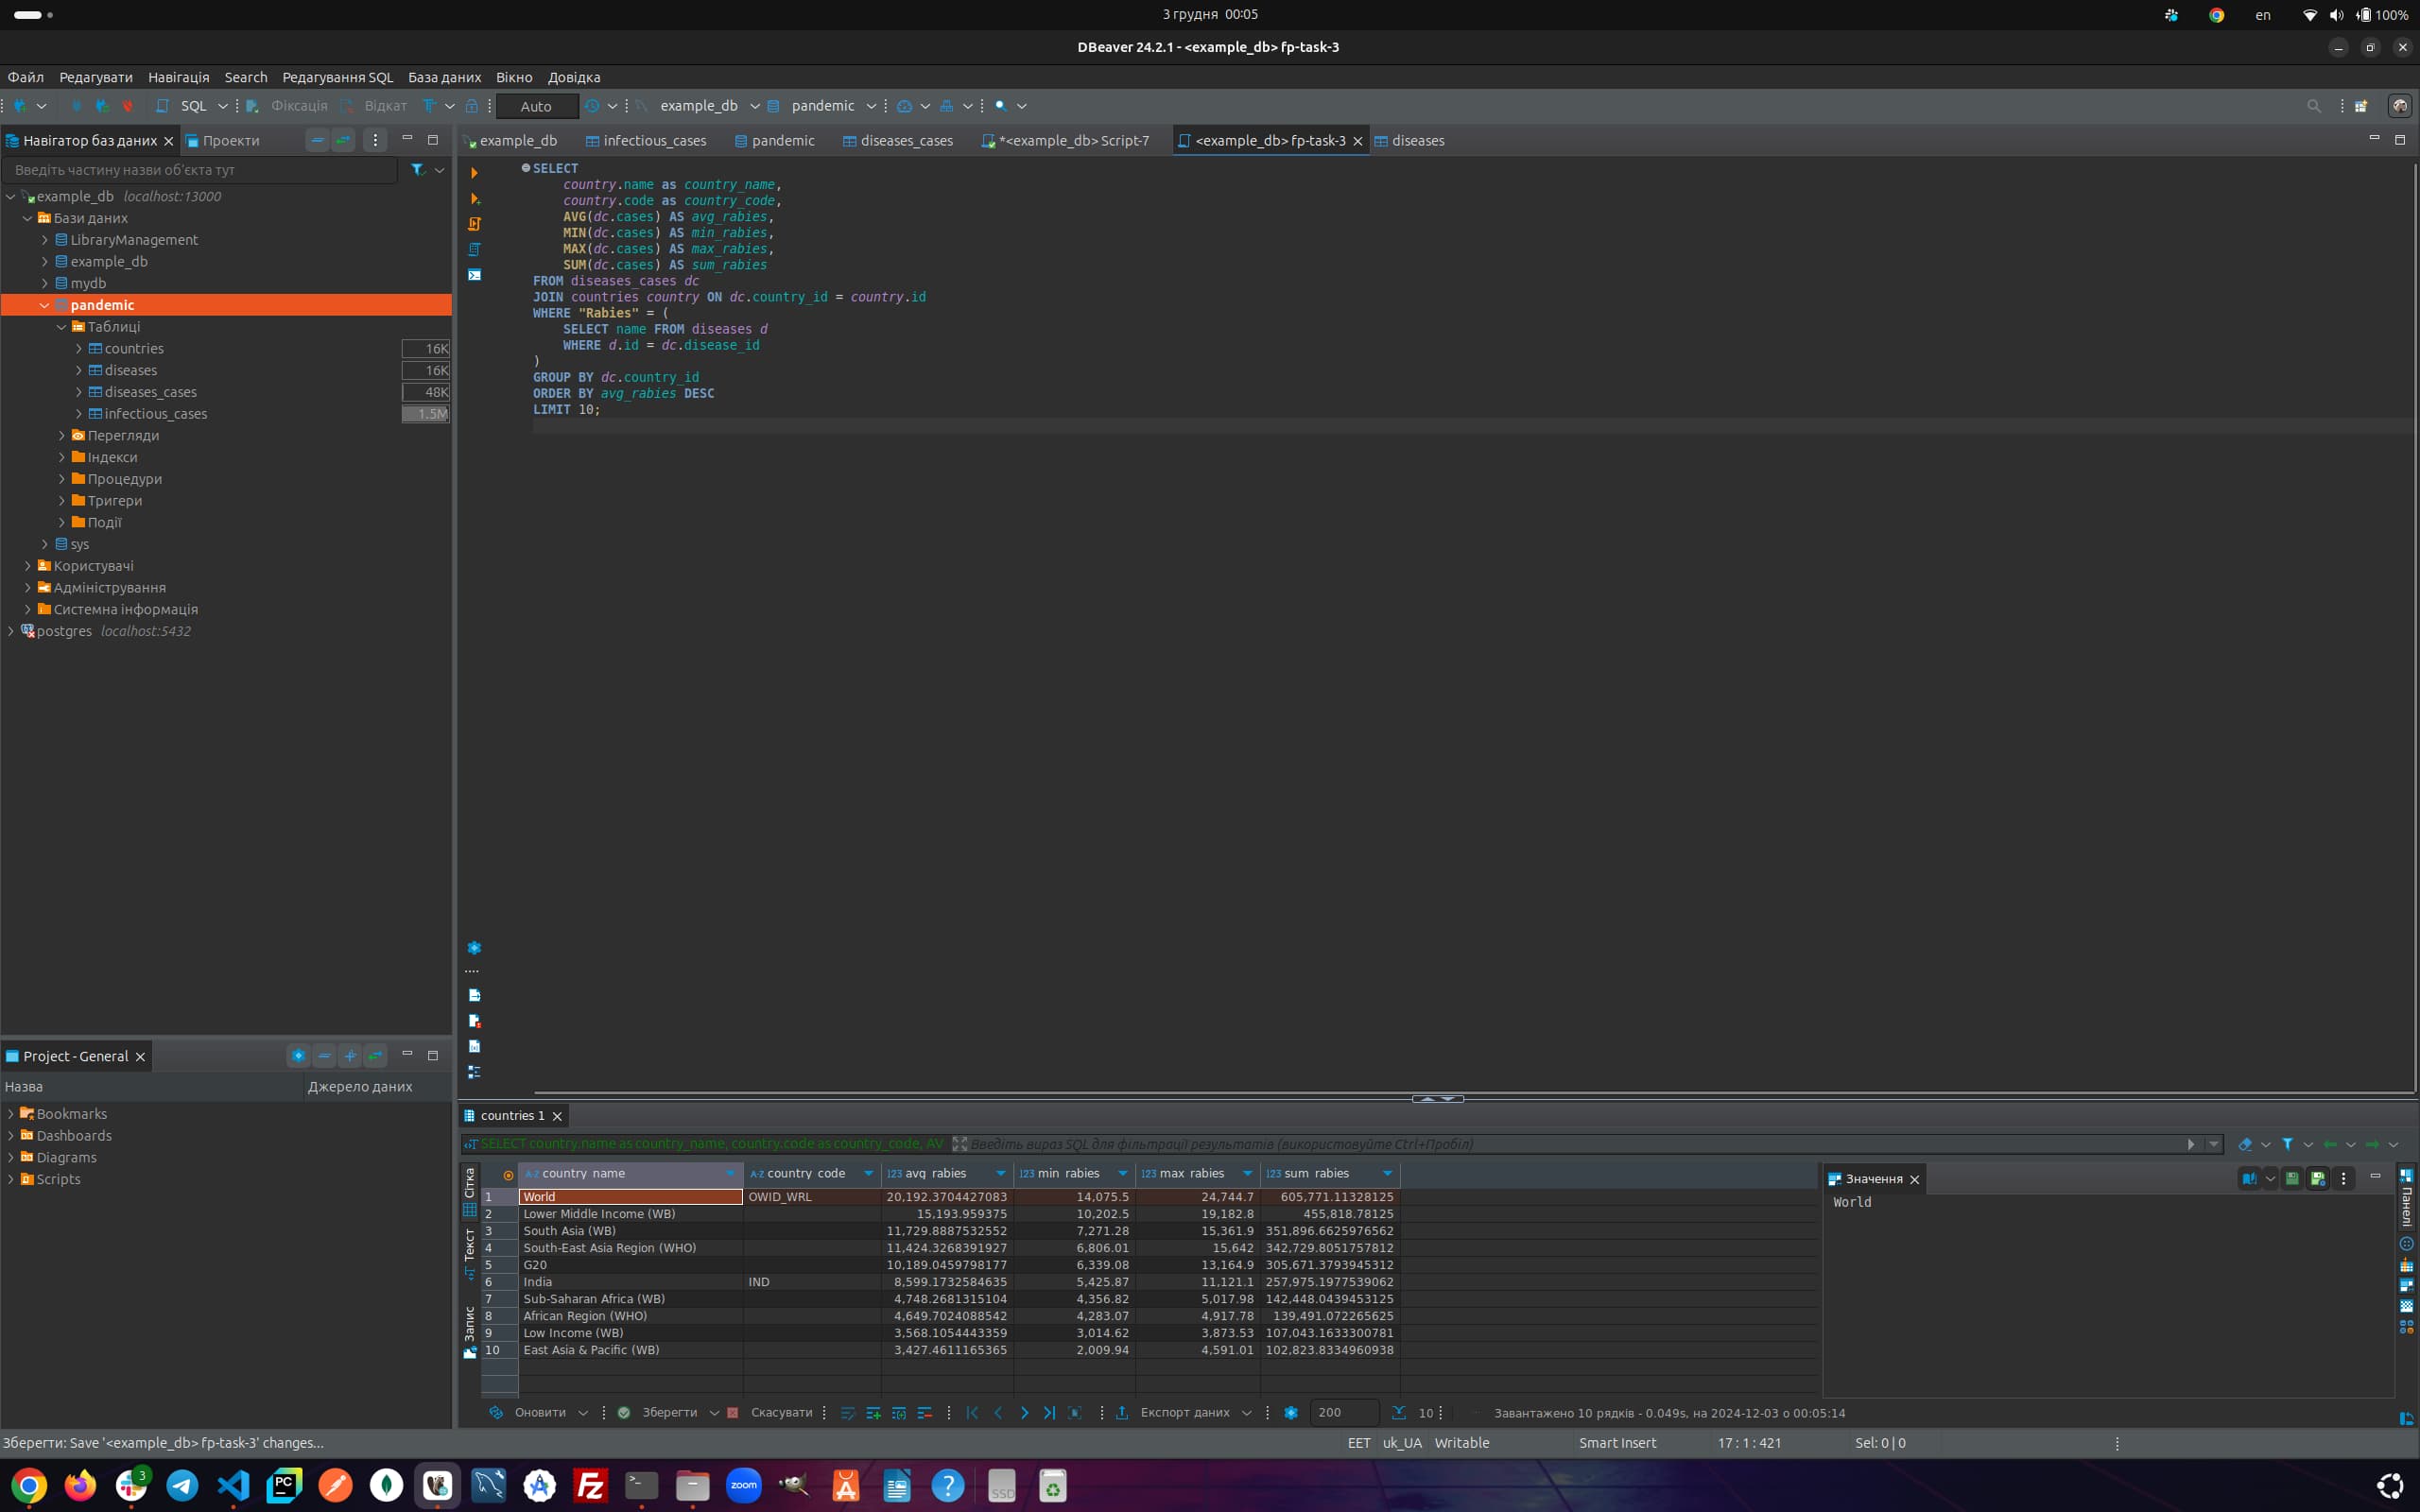 3 грудня 00:05
en
100%
DBeaver 24.2.1 - <example_db> fp-task-3
Файл Редагувати Навігація Search Редагування SQL База даних Вікно Довідка
SQL Фіксація Відкат Auto example_db pandemic
Навігатор баз даних Проекти
example_db infectious_cases pandemic diseases_cases *<example_db> Script-7 <example_db> fp-task-3 diseases
Введіть частину назви об'єкта тут
example_db localhost:13000
Бази даних
LibraryManagement
example_db
mydb
pandemic
Таблиці
countries 16K
diseases 16K
diseases_cases 48K
infectious_cases 1.5M
Перегляди
Індекси
Процедури
Тригери
Події
sys
Користувачі
Адміністрування
Системна інформація
postgres localhost:5432
SELECT
country.name as country_name,
country.code as country_code,
AVG(dc.cases) AS avg_rabies,
MIN(dc.cases) AS min_rabies,
MAX(dc.cases) AS max_rabies,
SUM(dc.cases) AS sum_rabies
FROM diseases_cases dc
JOIN countries country ON dc.country_id = country.id
WHERE "Rabies" = (
SELECT name FROM diseases d
WHERE d.id = dc.disease_id
)
GROUP BY dc.country_id
ORDER BY avg_rabies DESC
LIMIT 10;
Project - General
Назва Джерело даних
Bookmarks
Dashboards
Diagrams
Scripts
countries 1
SELECT country.name as country_name, country.code as country_code, AV Введіть вираз SQL для фільтрації результатів (використовуйте Ctrl+Пробіл)
Сітка
Текст
Запис
country_name country_code avg_rabies min_rabies max_rabies sum_rabies
1 World OWID_WRL 20,192.3704427083 14,075.5 24,744.7 605,771.11328125
2 Lower Middle Income (WB) 15,193.959375 10,202.5 19,182.8 455,818.78125
3 South Asia (WB) 11,729.8887532552 7,271.28 15,361.9 351,896.6625976562
4 South-East Asia Region (WHO) 11,424.3268391927 6,806.01 15,642 342,729.8051757812
5 G20 10,189.0459798177 6,339.08 13,164.9 305,671.3793945312
6 India IND 8,599.1732584635 5,425.87 11,121.1 257,975.1977539062
7 Sub-Saharan Africa (WB) 4,748.2681315104 4,356.82 5,017.98 142,448.0439453125
8 African Region (WHO) 4,649.7024088542 4,283.07 4,917.78 139,491.072265625
9 Low Income (WB) 3,568.1054443359 3,014.62 3,873.53 107,043.1633300781
10 East Asia & Pacific (WB) 3,427.4611165365 2,009.94 4,591.01 102,823.8334960938
Значення
World
Панелі
Оновити Зберегти Скасувати Експорт даних 200 10 Завантажено 10 рядків - 0.049s, на 2024-12-03 о 00:05:14
Зберегти: Save '<example_db> fp-task-3' changes... EET uk_UA Writable Smart Insert 17 : 1 : 421 Sel: 0 | 0
3
PC
Fz
zoom
SSD